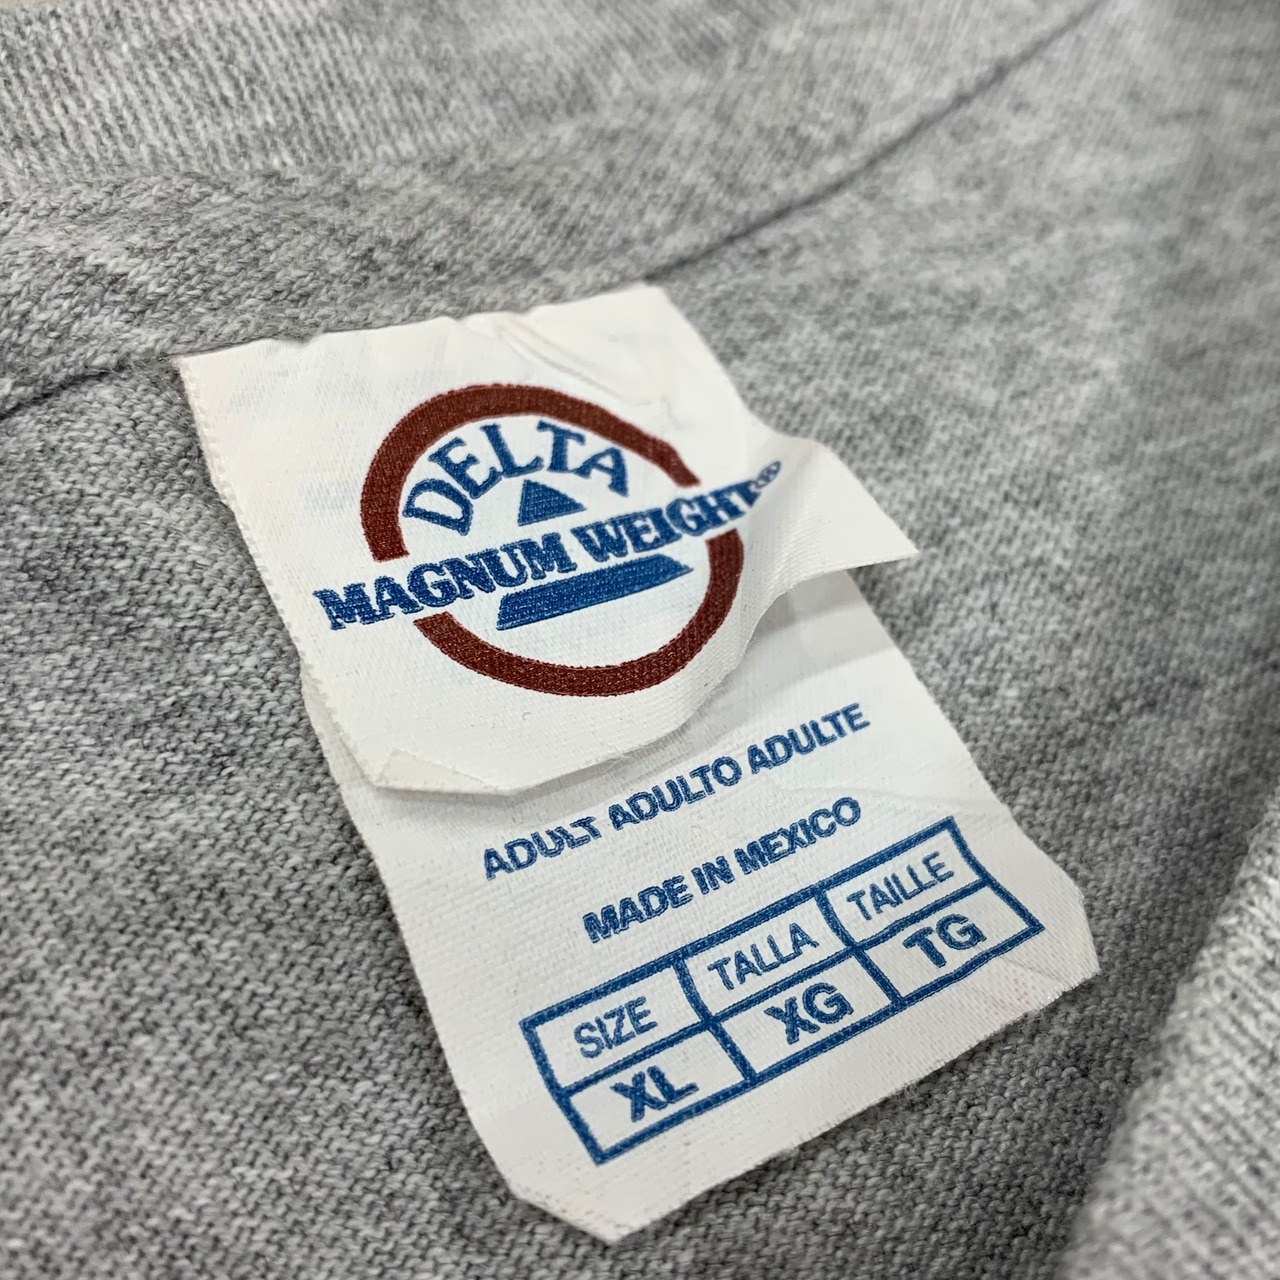 DELTA
MAGNUM WEIGHT®
ADULT ADULTO ADULTE
MADE IN MEXICO
SIZE TALLA TAILLE
XL XG TG